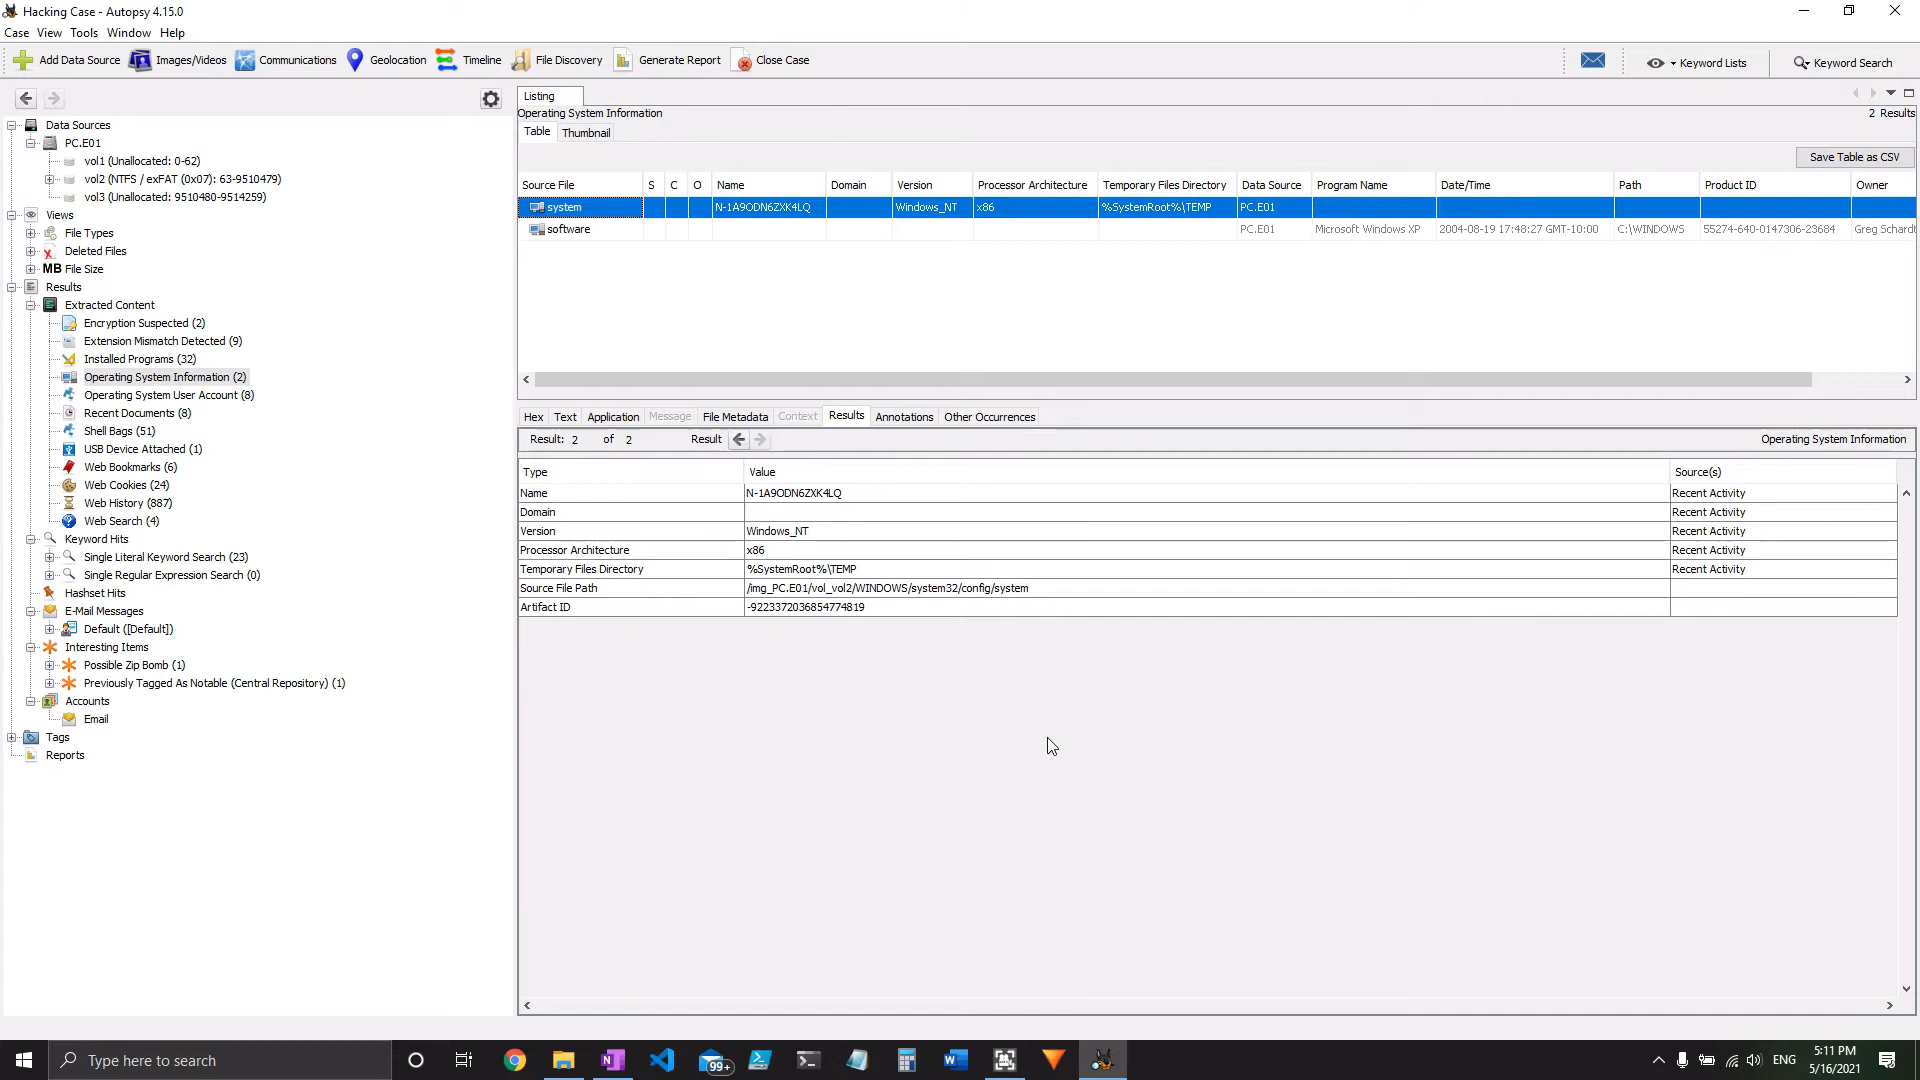 Hacking Case - Autopsy 4.15.0
Case View Tools Window Help
Add Data Source Images/Videos Communications Geolocation Timeline File Discovery Generate Report Close Case Keyword Lists Keyword Search
Data Sources
PC.E01
vol1 (Unallocated: 0-62)
vol2 (NTFS / exFAT (0x07): 63-9510479)
vol3 (Unallocated: 9510480-9514259)
Views
File Types
Deleted Files
MB File Size
Results
Extracted Content
Encryption Suspected (2)
Extension Mismatch Detected (9)
Installed Programs (32)
Operating System Information (2)
Operating System User Account (8)
Recent Documents (8)
Shell Bags (51)
USB Device Attached (1)
Web Bookmarks (6)
Web Cookies (24)
Web History (887)
Web Search (4)
Keyword Hits
Single Literal Keyword Search (23)
Single Regular Expression Search (0)
Hashset Hits
E-Mail Messages
Default ([Default])
Interesting Items
Possible Zip Bomb (1)
Previously Tagged As Notable (Central Repository) (1)
Accounts
Email
Tags
Reports
Listing
Operating System Information 2 Results
Table Thumbnail
Save Table as CSV
Source File S C O Name Domain Version Processor Architecture Temporary Files Directory Data Source Program Name Date/Time Path Product ID Owner
system N-1A9ODN6ZXK4LQ Windows_NT x86 %SystemRoot%\TEMP PC.E01
software PC.E01 Microsoft Windows XP 2004-08-19 17:48:27 GMT-10:00 C:\WINDOWS 55274-640-0147306-23684 Greg Schardt
Hex Text Application Message File Metadata Context Results Annotations Other Occurrences
Result: 2 of 2 Result Operating System Information
Type Value Source(s)
Name N-1A9ODN6ZXK4LQ Recent Activity
Domain Recent Activity
Version Windows_NT Recent Activity
Processor Architecture x86 Recent Activity
Temporary Files Directory %SystemRoot%\TEMP Recent Activity
Source File Path /img_PC.E01/vol_vol2/WINDOWS/system32/config/system
Artifact ID -9223372036854774819
Type here to search
99+
ENG
5:11 PM
5/16/2021